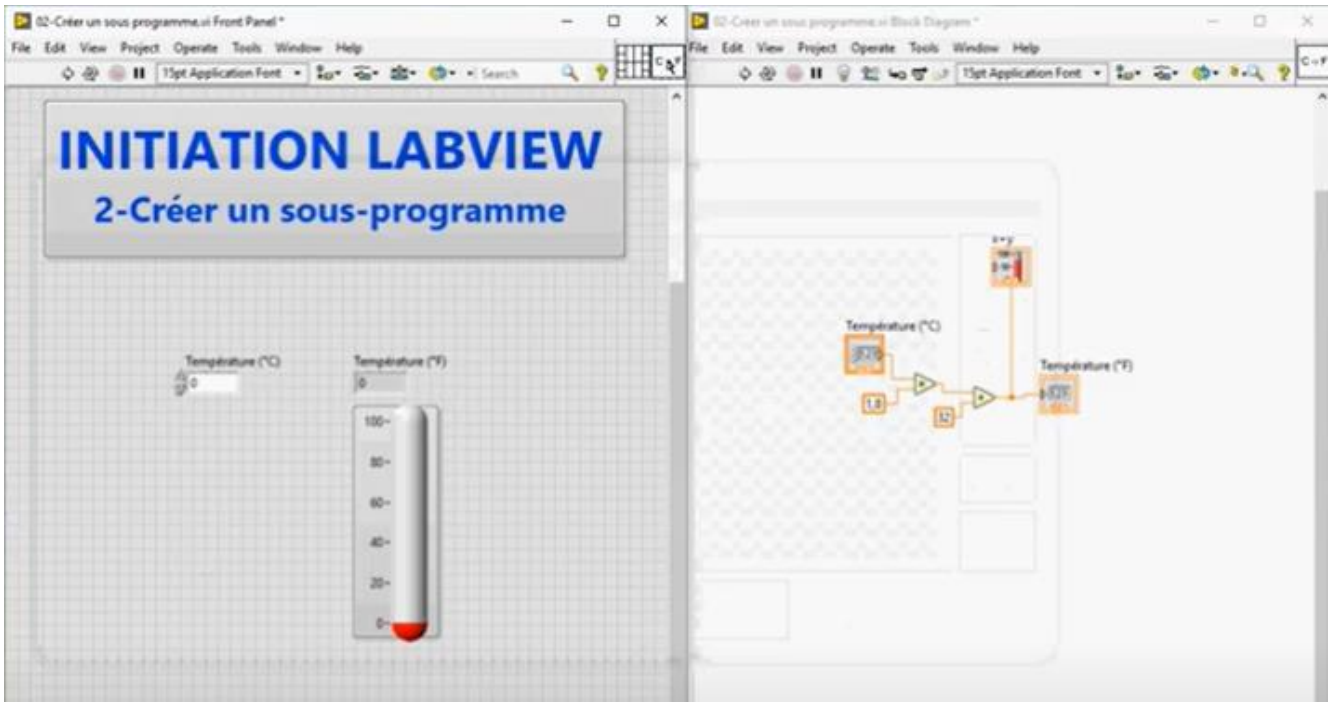 02-Créer un sous programme.vi Front Panel *
File Edit View Project Operate Tools Window Help
15pt Application Font
Search
INITIATION LABVIEW
2-Créer un sous-programme
Température (°C)
0
Température (°F)
0
100
80
60
40
20
0
02-Créer un sous programme.vi Block Diagram *
File Edit View Project Operate Tools Window Help
15pt Application Font
C->F
x+y
Température (°C)
1,8
32
Température (°F)